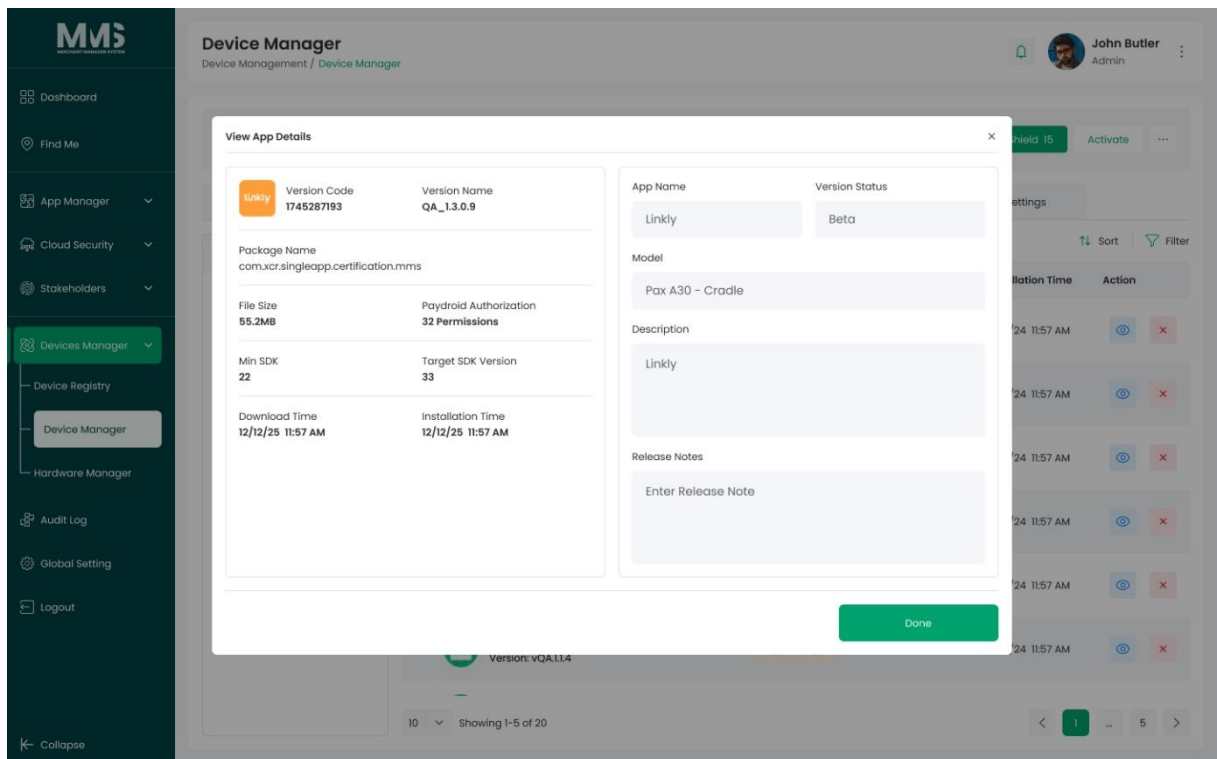 MMS
MERCHANT MANAGER SYSTEM
Dashboard
Find Me
App Manager
Cloud Security
Stakeholders
Devices Manager
Device Registry
Device Manager
Hardware Manager
Audit Log
Global Setting
Logout
Collapse
Device Manager
Device Management / Device Manager
John Butler
Admin
Shield 15
Activate
ettings
Sort
Filter
llation Time
Action
'24 11:57 AM
'24 11:57 AM
'24 11:57 AM
'24 11:57 AM
'24 11:57 AM
'24 11:57 AM
View App Details
linkly
Version Code
1745287193
Version Name
QA_1.3.0.9
Package Name
com.xcr.singleapp.certification.mms
File Size
55.2MB
Paydroid Authorization
32 Permissions
Min SDK
22
Target SDK Version
33
Download Time
12/12/25 11:57 AM
Installation Time
12/12/25 11:57 AM
App Name
Linkly
Version Status
Beta
Model
Pax A30 - Cradle
Description
Linkly
Release Notes
Enter Release Note
Done
Version: vQA.1.1.4
10
Showing 1-5 of 20
1 ... 5